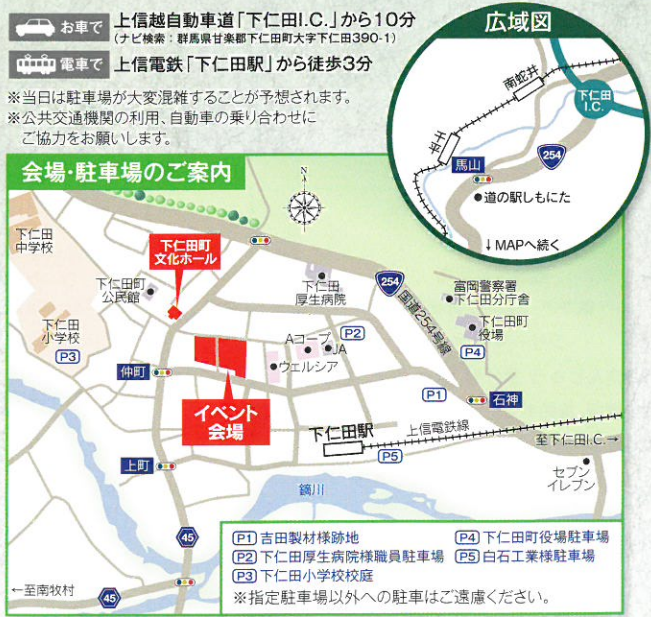 お車で 上信越自動車道「下仁田I.C.」から10分
(ナビ検索：群馬県甘楽郡下仁田町大字下仁田390-1)
電車で 上信電鉄「下仁田駅」から徒歩3分
※当日は駐車場が大変混雑することが予想されます。
※公共交通機関の利用、自動車の乗り合わせに
ご協力をお願いします。
広域図
南蛇井
下仁田
I.C.
千平
馬山
254
道の駅しもにた
↓MAPへ続く
会場・駐車場のご案内
N
下仁田
中学校
下仁田町
文化ホール
下仁田町
公民館
下仁田
厚生病院
254
国道254号線
富岡警察署
下仁田分庁舎
下仁田町
役場
P4
下仁田
小学校
P3
Aコープ
P2
JA
ウェルシア
仲町
イベント
会場
P1
石神
下仁田駅
上信電鉄線
至下仁田I.C.→
P5
上町
セブン
イレブン
鏑川
45
←至南牧村
45
P1 吉田製材様跡地
P4 下仁田町役場駐車場
P2 下仁田厚生病院様職員駐車場
P5 白石工業様駐車場
P3 下仁田小学校校庭
※指定駐車場以外への駐車はご遠慮ください。